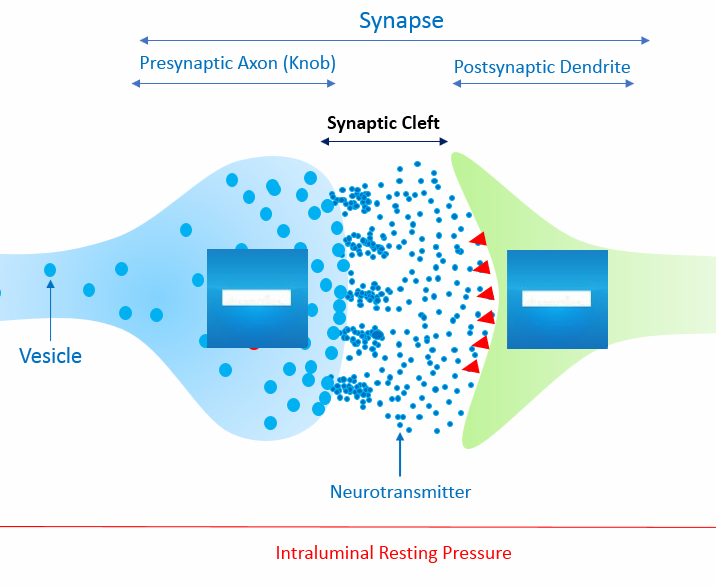 Synapse
Presynaptic Axon (Knob)
Postsynaptic Dendrite
Synaptic Cleft
Vesicle
Neurotransmitter
Intraluminal Resting Pressure